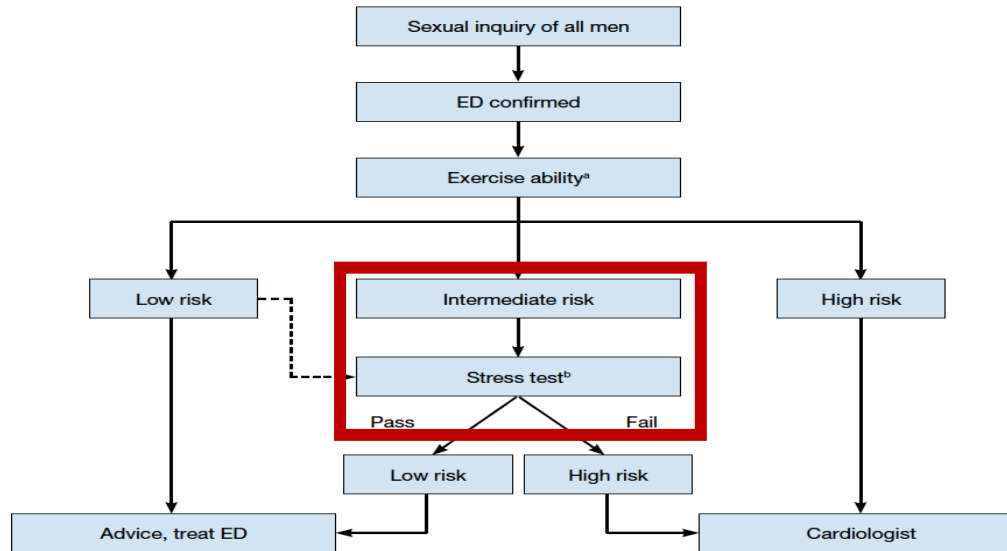 Sexual inquiry of all men
ED confirmed
Exercise abilityᵃ
Low risk
Intermediate risk
High risk
Stress testᵇ
Pass
Fail
Low risk
High risk
Advice, treat ED
Cardiologist